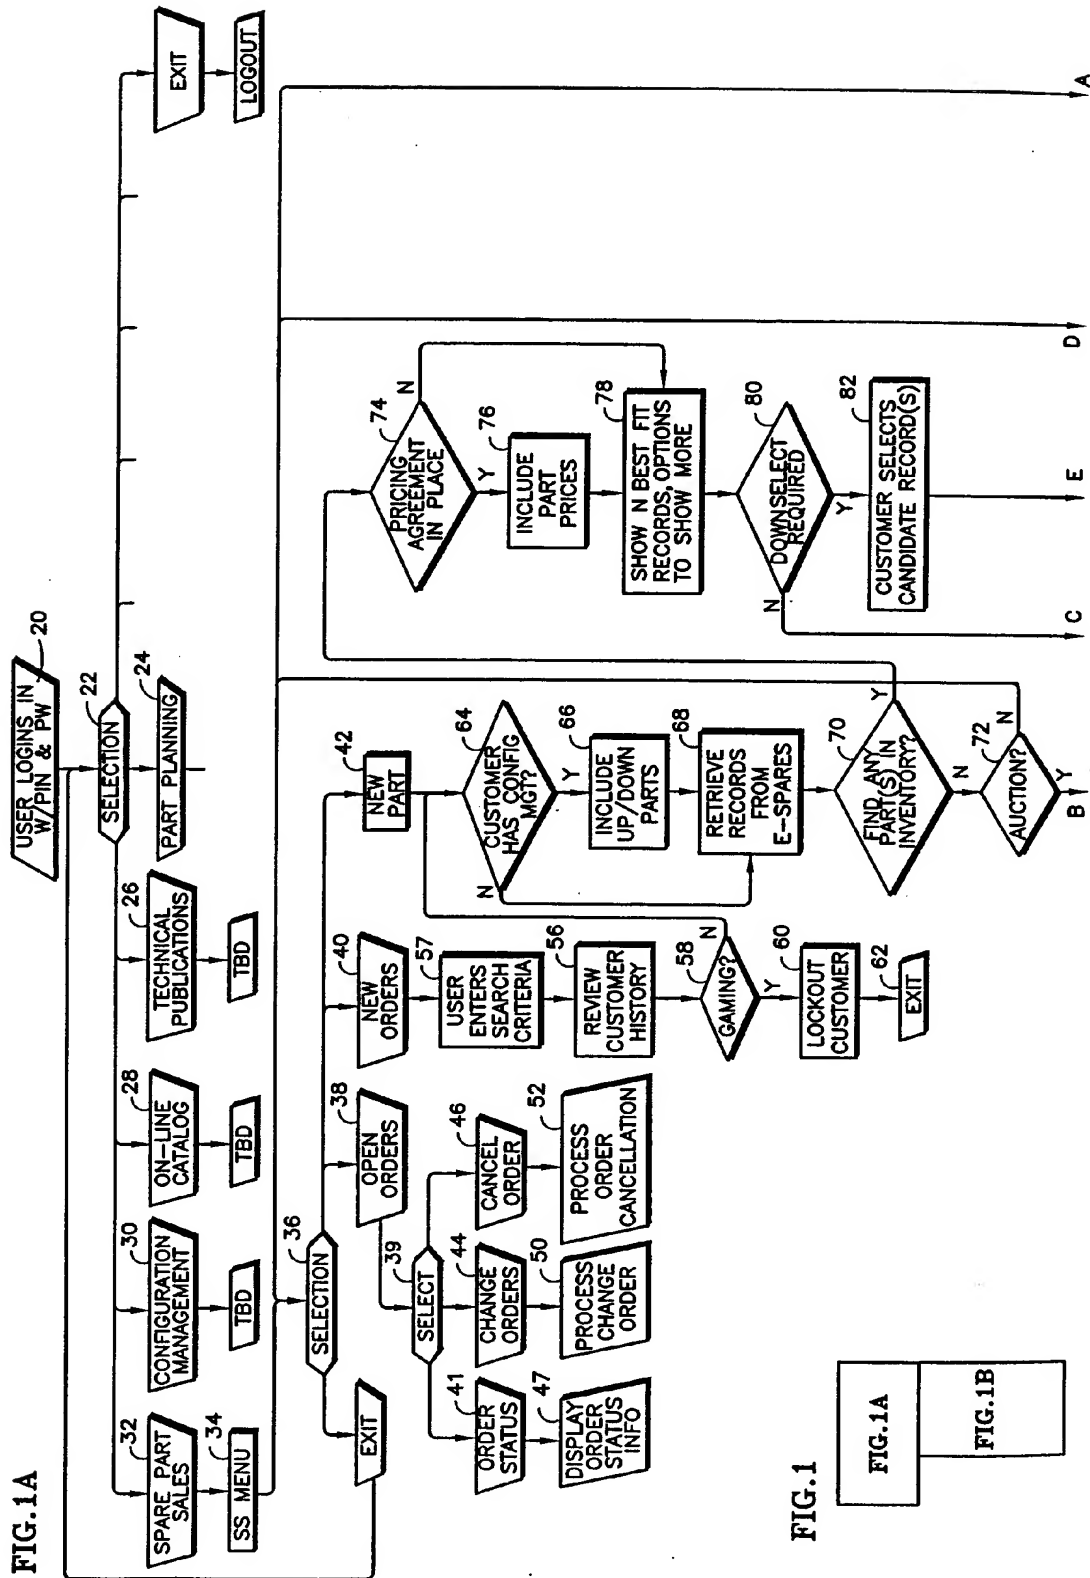 FIG.1A
USER LOGINS IN
W/PIN & PW
20
SELECTION
22
SPARE PART
SALES
32
CONFIGURATION
MANAGEMENT
30
ON-LINE
CATALOG
28
TECHNICAL
PUBLICATIONS
26
PART PLANNING
24
EXIT
SS MENU
34
TBD
TBD
TBD
LOGOUT
SELECTION
36
EXIT
OPEN
ORDERS
38
NEW
ORDERS
40
NEW
PART
42
SELECT
39
ORDER
STATUS
41
CHANGE
ORDERS
44
CANCEL
ORDER
46
DISPLAY
ORDER
STATUS
INFO
47
PROCESS
CHANGE
ORDER
50
PROCESS
ORDER
CANCELLATION
52
USER
ENTERS
SEARCH
CRITERIA
57
REVIEW
CUSTOMER
HISTORY
56
GAMING?
58
N
Y
LOCKOUT
CUSTOMER
60
EXIT
62
CUSTOMER
HAS CONFIG
MGT?
64
N
Y
INCLUDE
UP/DOWN
PARTS
66
RETRIEVE
RECORDS
FROM
E-SPARES
68
FIND ANY
PART(S) IN
INVENTORY?
70
Y
N
AUCTION?
72
N
Y
PRICING
AGREEMENT
IN PLACE
74
N
Y
INCLUDE
PART
PRICES
76
SHOW N BEST FIT
RECORDS, OPTIONS
TO SHOW MORE
78
DOWNSELECT
REQUIRED
80
N
Y
CUSTOMER SELECTS
CANDIDATE RECORD(S)
82
B
C
E
D
A
FIG.1
FIG.1A
FIG.1B